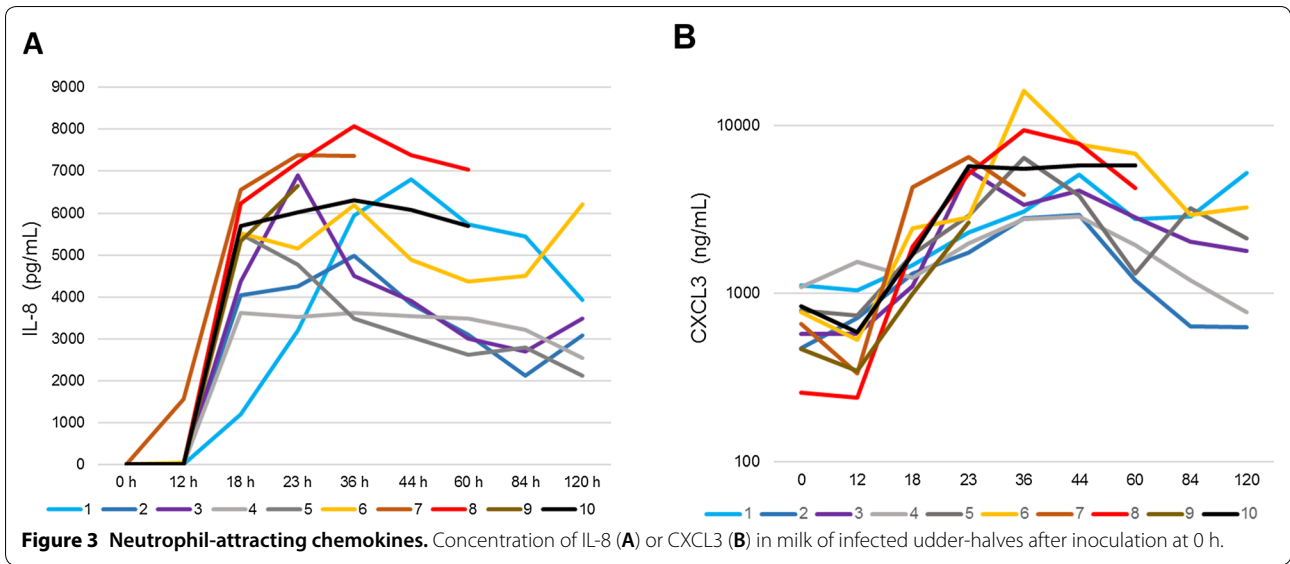 A
IL-8 (pg/mL)
9000
8000
7000
6000
5000
4000
3000
2000
1000
0
0 h 12 h 18 h 23 h 36 h 44 h 60 h 84 h 120 h
1 2 3 4 5 6 7 8 9 10
B
CXCL3 (ng/mL)
10000
1000
100
0 12 18 23 36 44 60 84 120
1 2 3 4 5 6 7 8 9 10
Figure 3 Neutrophil-attracting chemokines. Concentration of IL-8 (A) or CXCL3 (B) in milk of infected udder-halves after inoculation at 0 h.